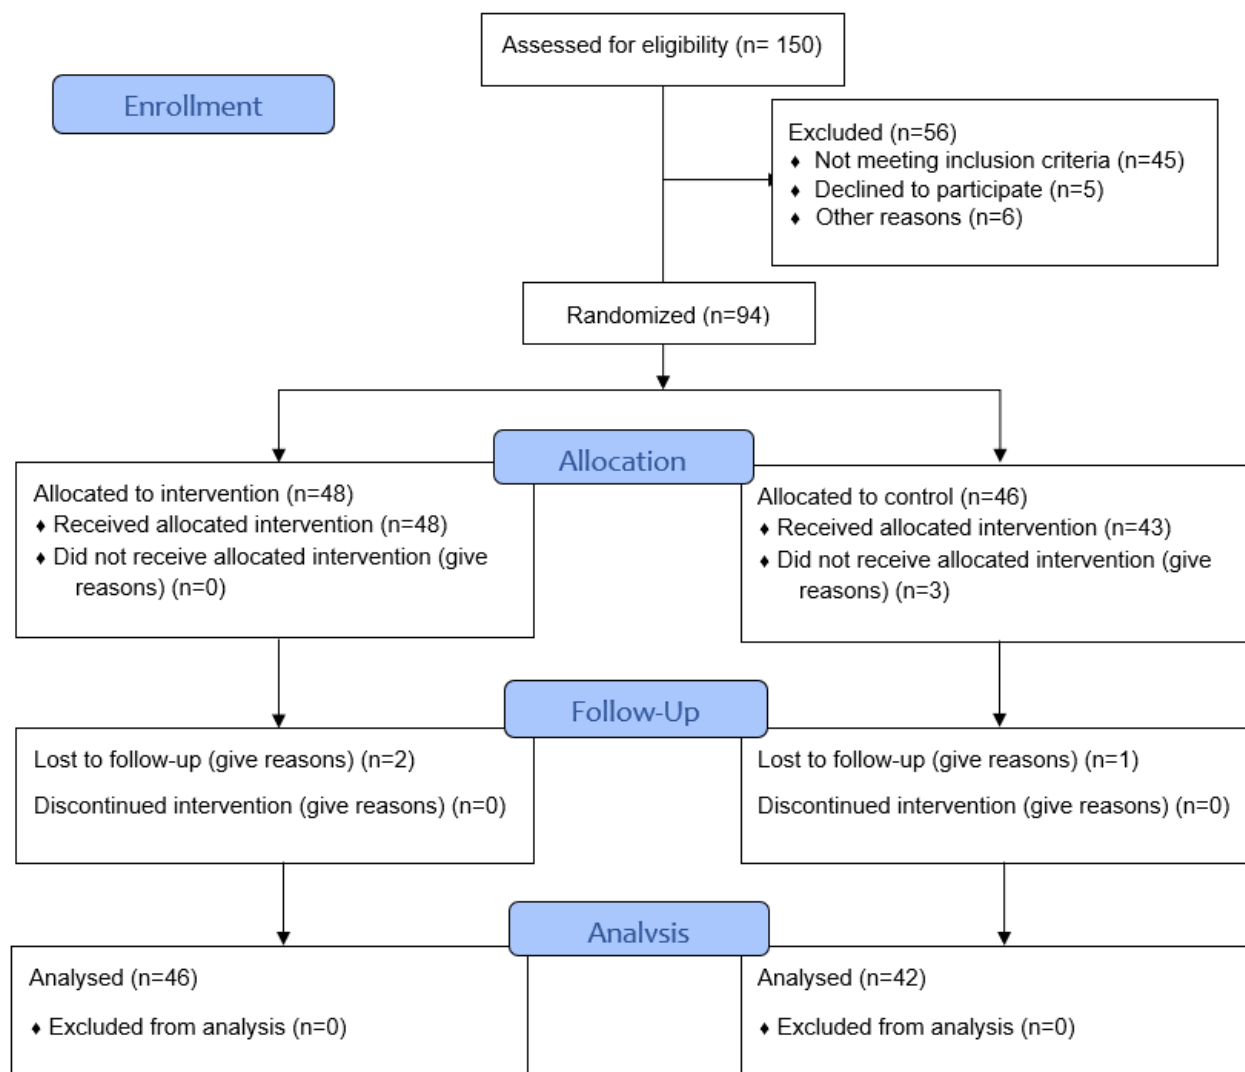 Assessed for eligibility (n= 150)
Enrollment
Excluded (n=56)
♦ Not meeting inclusion criteria (n=45)
♦ Declined to participate (n=5)
♦ Other reasons (n=6)
Randomized (n=94)
Allocation
Allocated to intervention (n=48)
♦ Received allocated intervention (n=48)
♦ Did not receive allocated intervention (give
reasons) (n=0)
Allocated to control (n=46)
♦ Received allocated intervention (n=43)
♦ Did not receive allocated intervention (give
reasons) (n=3)
Follow-Up
Lost to follow-up (give reasons) (n=2)
Discontinued intervention (give reasons) (n=0)
Lost to follow-up (give reasons) (n=1)
Discontinued intervention (give reasons) (n=0)
Analysis
Analysed (n=46)
♦ Excluded from analysis (n=0)
Analysed (n=42)
♦ Excluded from analysis (n=0)